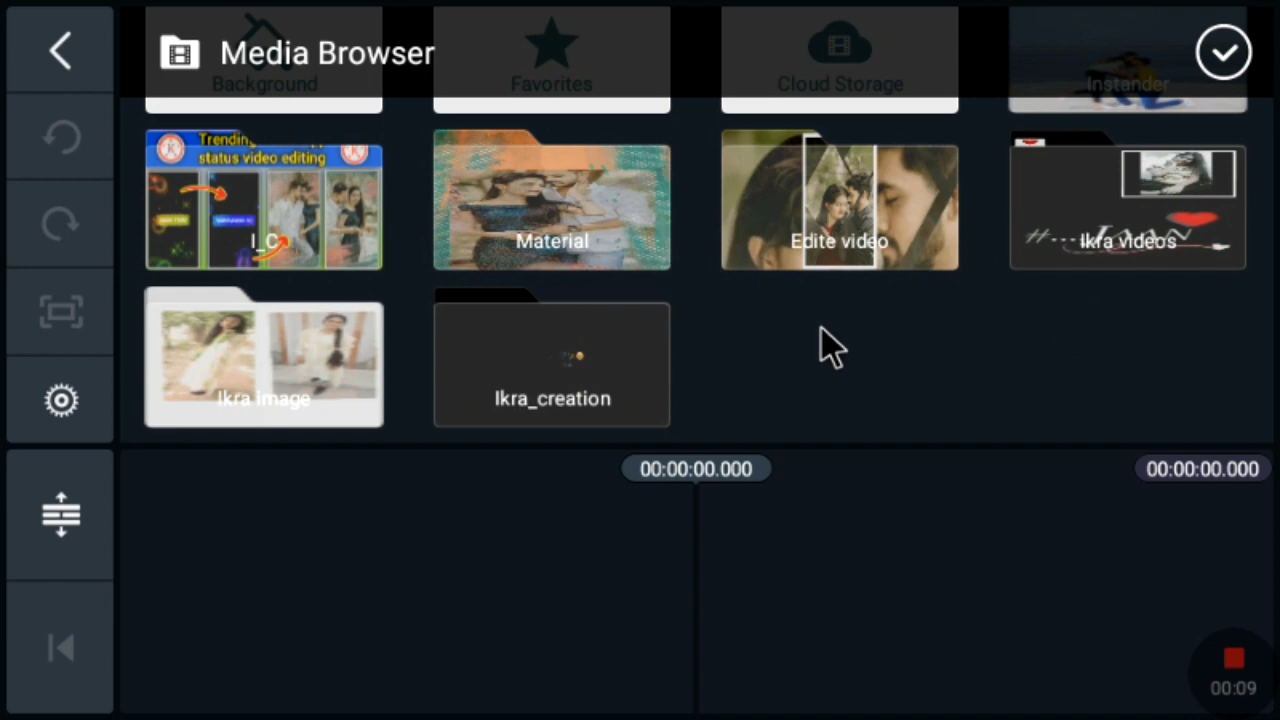 Media Browser
Background
Favorites
Cloud Storage
Instander
Trending
status video editing
I_C
Material
Edite video
Ikra videos
Ikra image
Ikra_creation
00:00:00.000
00:00:00.000
00:09